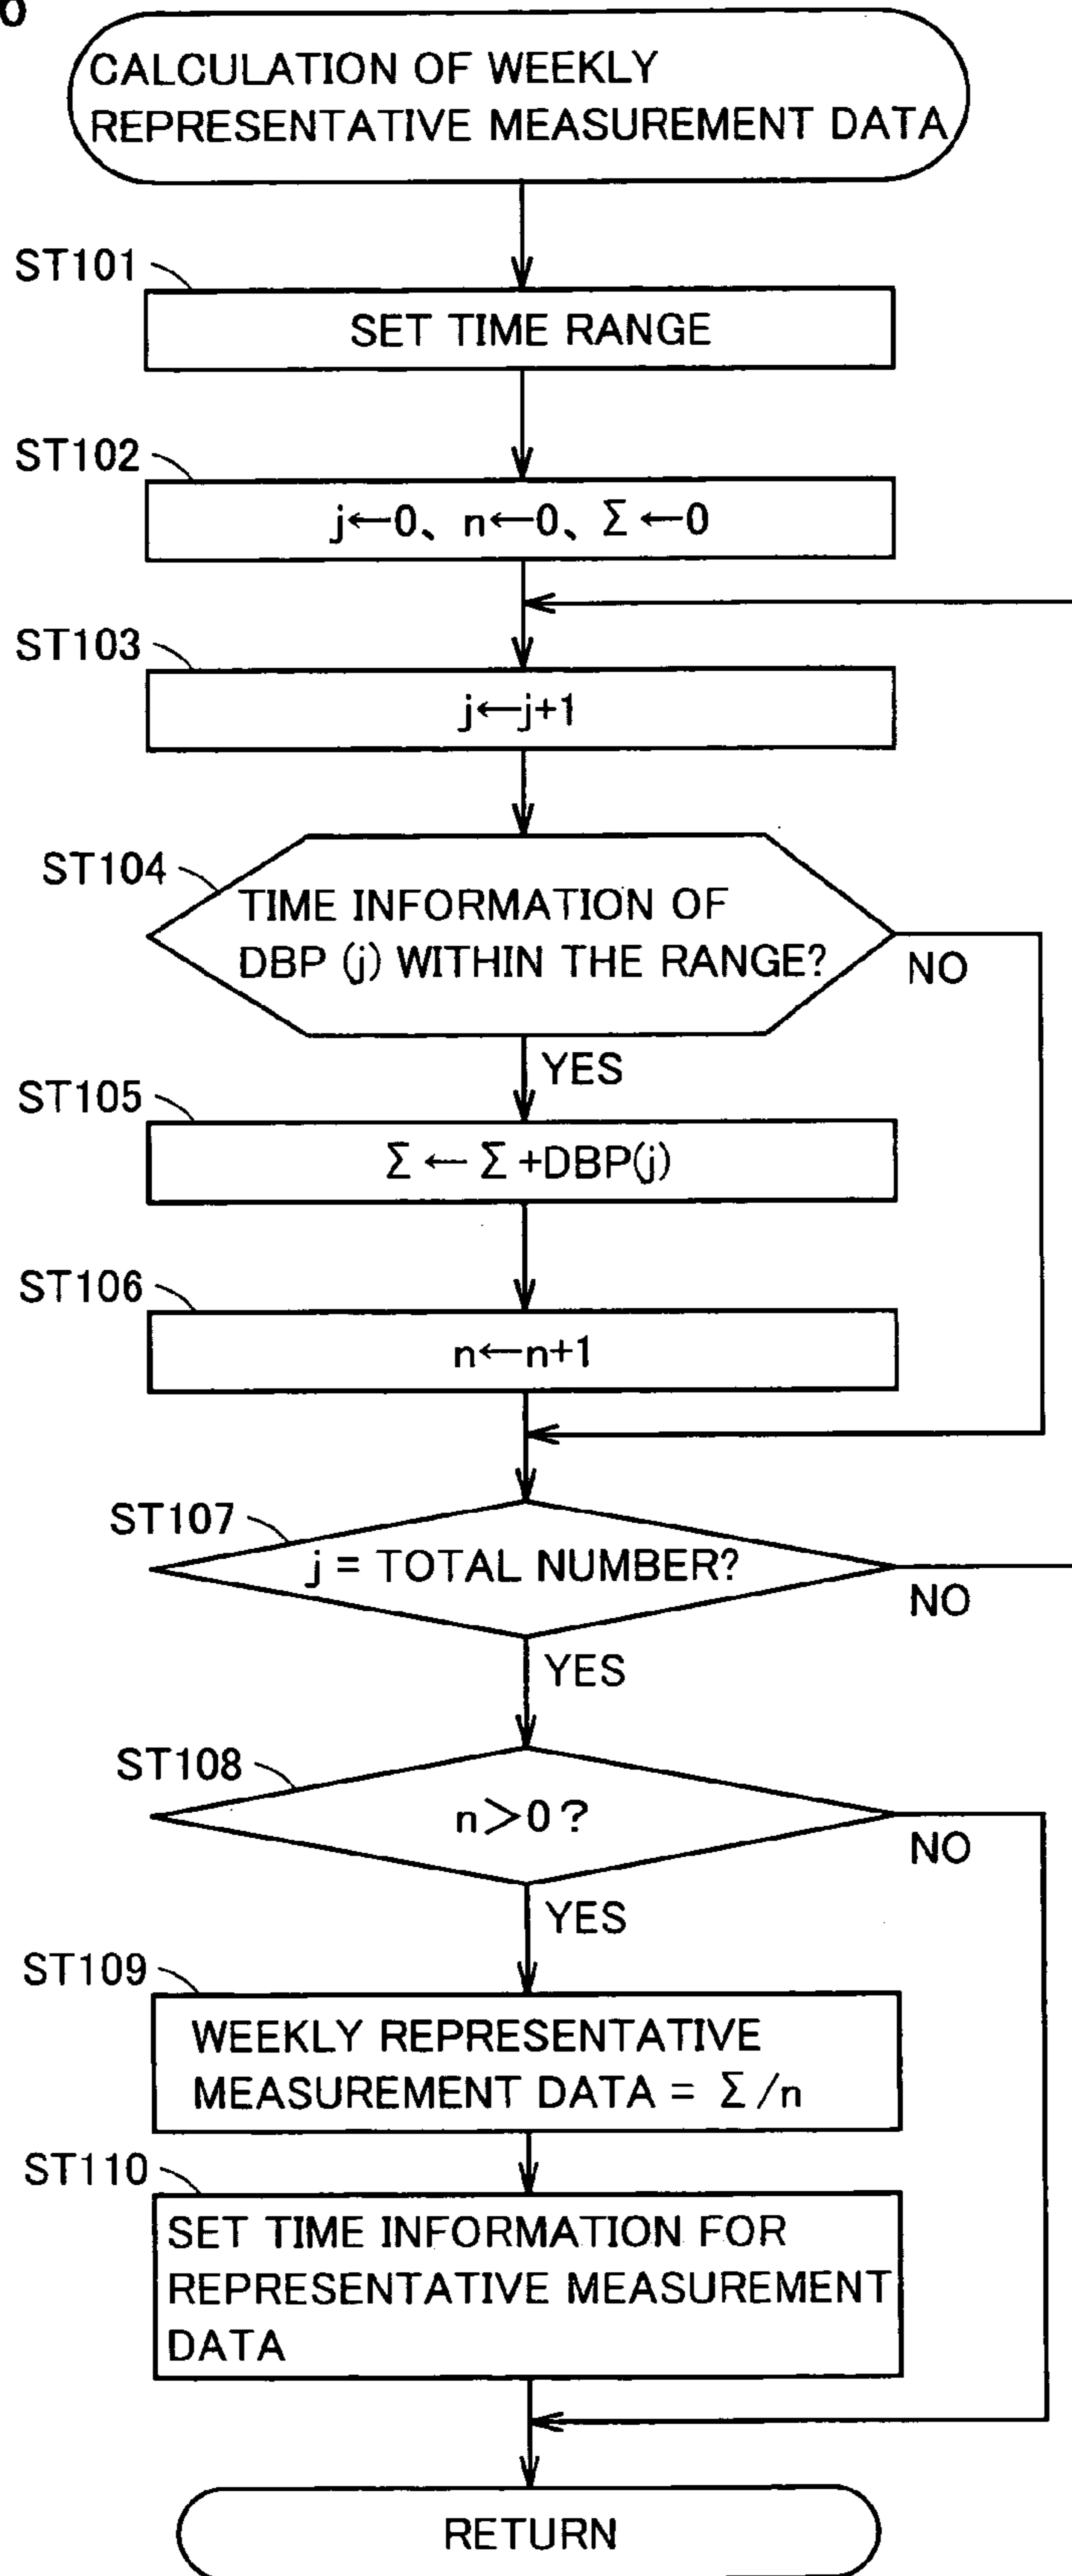 CALCULATION OF WEEKLY
REPRESENTATIVE MEASUREMENT DATA
ST101
SET TIME RANGE
ST102
j←0、n←0、Σ←0
ST103
j←j+1
ST104
TIME INFORMATION OF
DBP (j) WITHIN THE RANGE?
NO
YES
ST105
Σ ← Σ +DBP(j)
ST106
n←n+1
ST107
j = TOTAL NUMBER?
NO
YES
ST108
n>0?
NO
YES
ST109
WEEKLY REPRESENTATIVE
MEASUREMENT DATA = Σ/n
ST110
SET TIME INFORMATION FOR
REPRESENTATIVE MEASUREMENT
DATA
RETURN